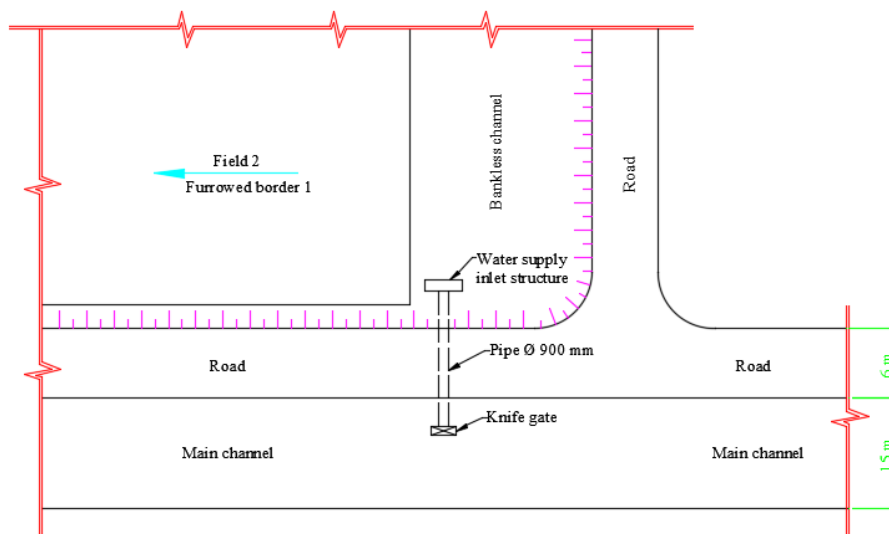 Field 2
Furrowed border 1
Bankless channel
Road
Water supply
inlet structure
Pipe Ø 900 mm
Road
Road
6 m
Knife gate
Main channel
Main channel
15 m